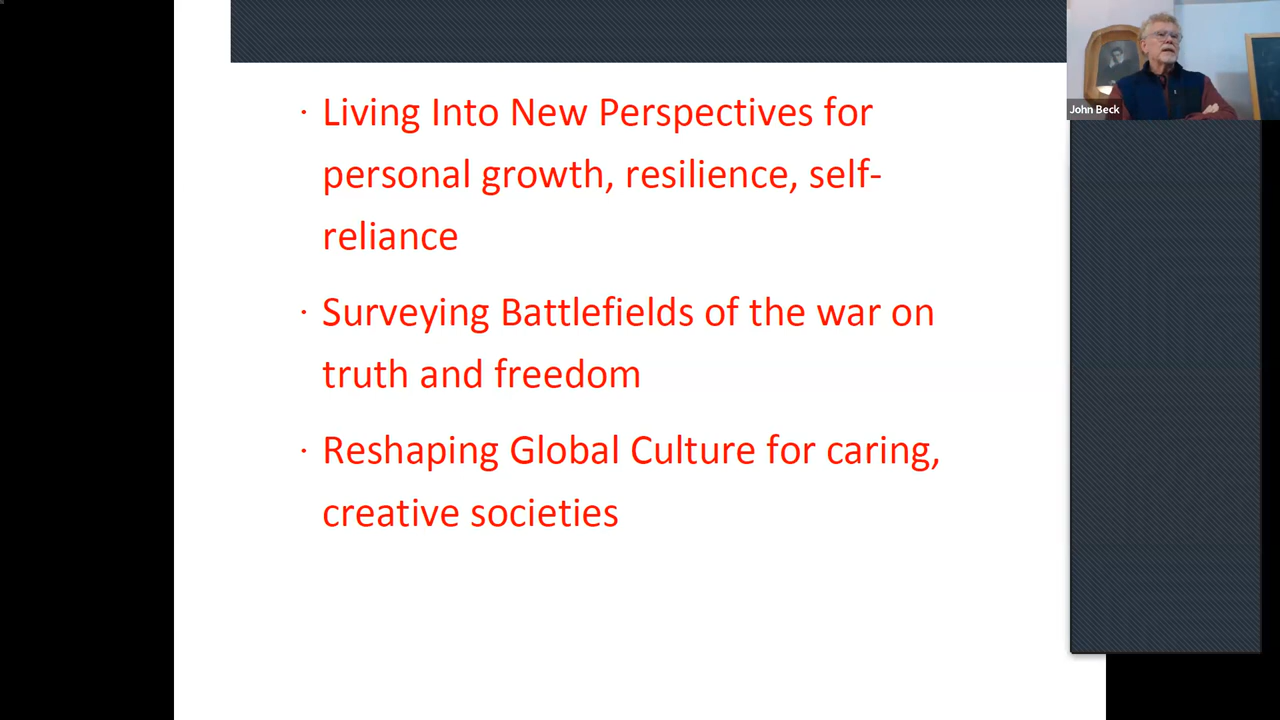 · Living Into New Perspectives for
personal growth, resilience, self-
reliance
· Surveying Battlefields of the war on
truth and freedom
· Reshaping Global Culture for caring,
creative societies
John Beck